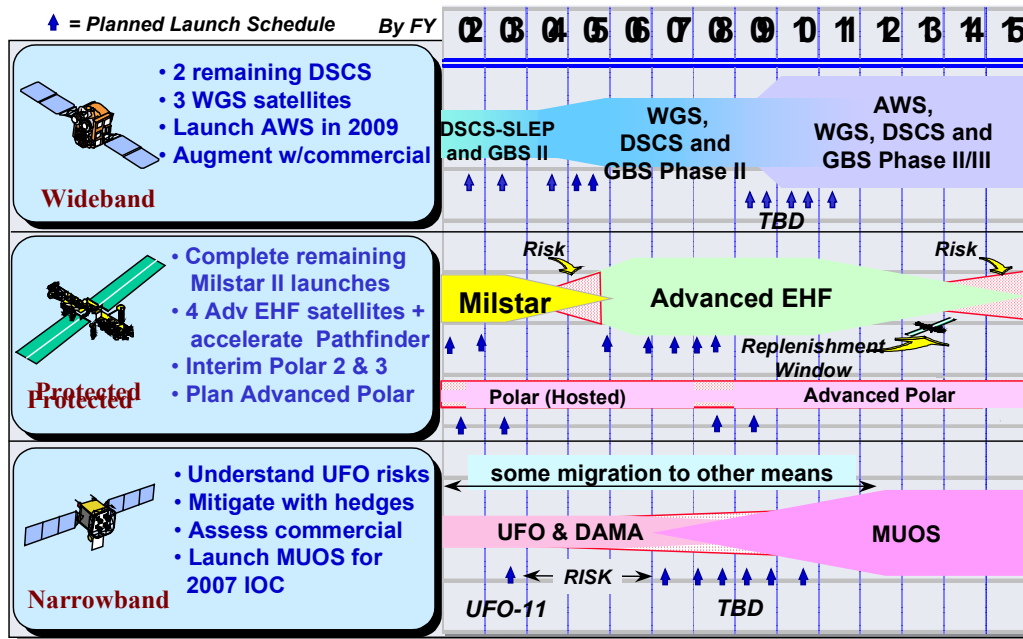 = Planned Launch Schedule
By FY 02 03 04 05 06 07 08 09 10 11 12 13 14 15
• 2 remaining DSCS
• 3 WGS satellites
• Launch AWS in 2009
• Augment w/commercial
Wideband
DSCS-SLEP
and GBS II
WGS,
DSCS and
GBS Phase II
AWS,
WGS, DSCS and
GBS Phase II/III
TBD
• Complete remaining
Milstar II launches
• 4 Adv EHF satellites +
accelerate Pathfinder
• Interim Polar 2 & 3
• Plan Advanced Polar
Protected
Protected
Risk
Risk
Milstar
Advanced EHF
Replenishment
Window
Polar (Hosted)
Advanced Polar
• Understand UFO risks
• Mitigate with hedges
• Assess commercial
• Launch MUOS for
2007 IOC
Narrowband
some migration to other means
UFO & DAMA
MUOS
RISK
UFO-11
TBD